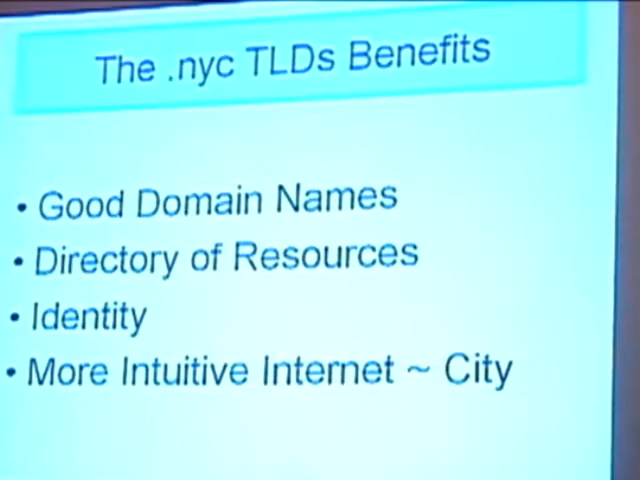 The .nyc TLDs Benefits
• Good Domain Names
• Directory of Resources
• Identity
• More Intuitive Internet ~ City